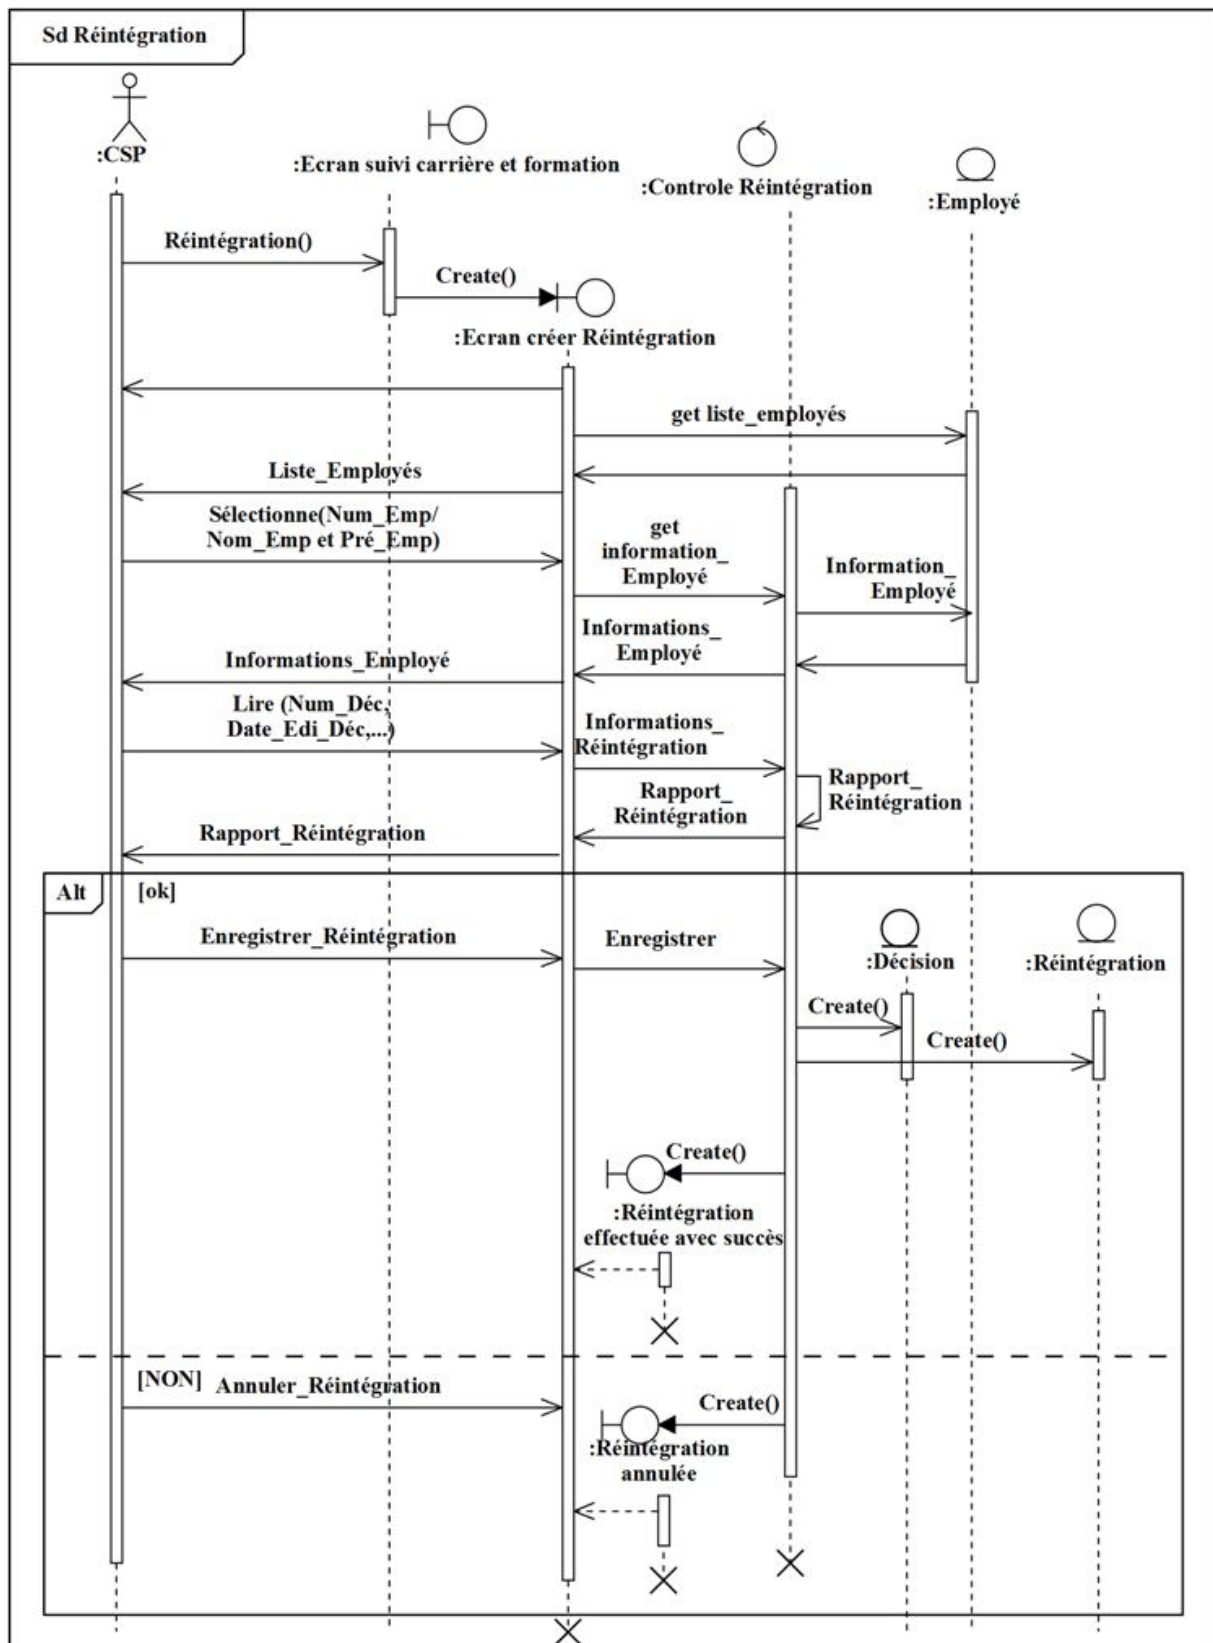 Sd Réintégration
:CSP
:Ecran suivi carrière et formation
:Controle Réintégration
:Employé
Réintégration()
Create()
:Ecran créer Réintégration
get liste_employés
Liste_Employés
Sélectionne(Num_Emp/
Nom_Emp et Pré_Emp)
get
information_
Employé
Information_
Employé
Informations_
Employé
Informations_Employé
Lire (Num_Déc,
Date_Edi_Déc,...)
Informations_
Réintégration
Rapport_
Réintégration
Rapport_
Réintégration
Rapport_Réintégration
Alt
[ok]
Enregistrer_Réintégration
Enregistrer
:Décision
:Réintégration
Create()
Create()
Create()
:Réintégration
effectuée avec succès
[NON]
Annuler_Réintégration
Create()
:Réintégration
annulée